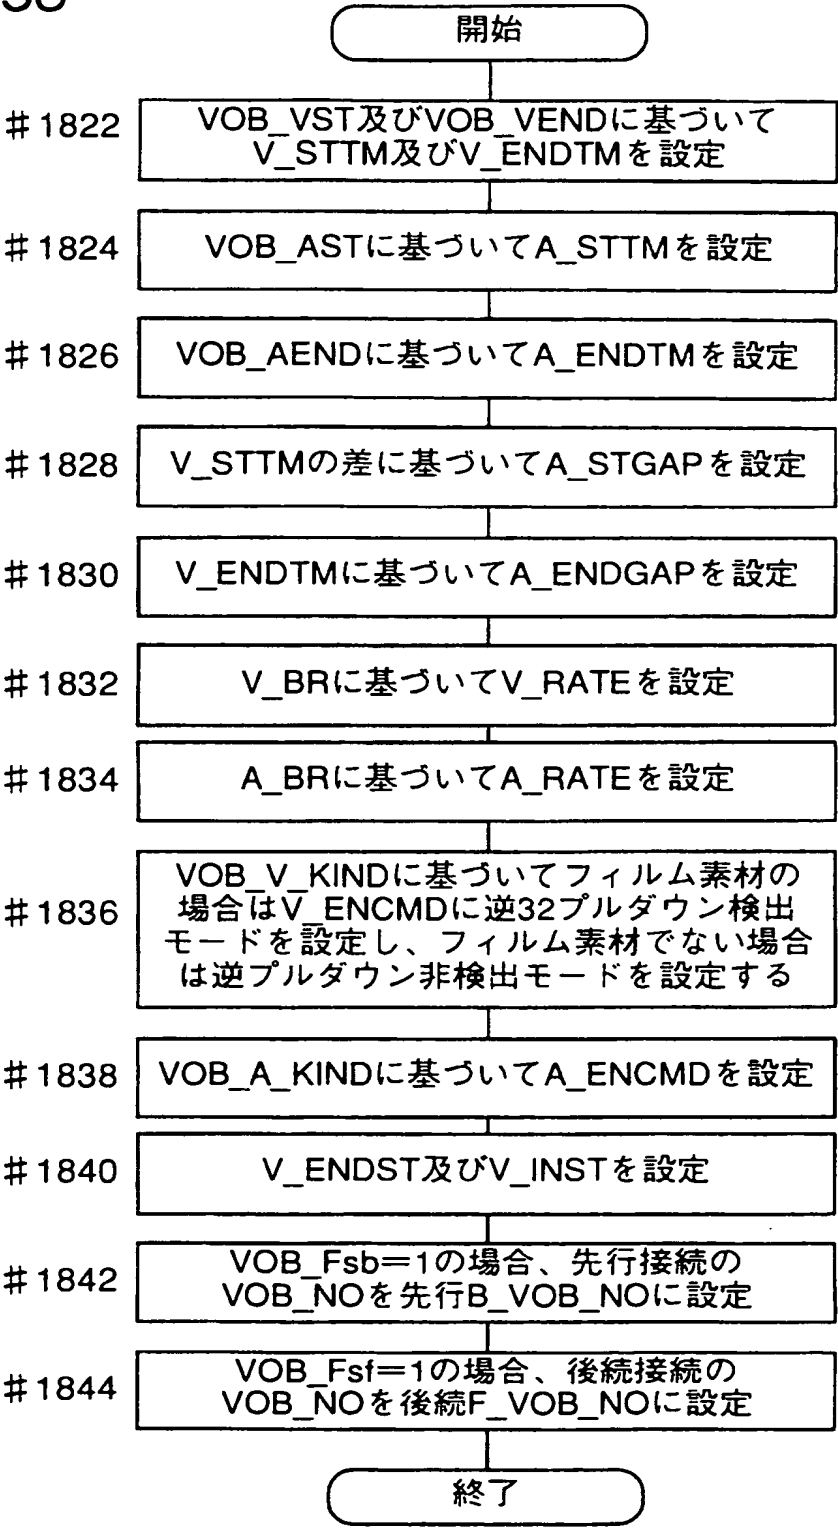 開始
#1822
VOB_VST及びVOB_VENDに基づいて
V_STTM及びV_ENDTMを設定
#1824
VOB_ASTに基づいてA_STTMを設定
#1826
VOB_AENDに基づいてA_ENDTMを設定
#1828
V_STTMの差に基づいてA_STGAPを設定
#1830
V_ENDTMに基づいてA_ENDGAPを設定
#1832
V_BRに基づいてV_RATEを設定
#1834
A_BRに基づいてA_RATEを設定
#1836
VOB_V_KINDに基づいてフィルム素材の
場合はV_ENCMDに逆32プルダウン検出
モードを設定し、フィルム素材でない場合
は逆プルダウン非検出モードを設定する
#1838
VOB_A_KINDに基づいてA_ENCMDを設定
#1840
V_ENDST及びV_INSTを設定
#1842
VOB_Fsb=1の場合、先行接続の
VOB_NOを先行B_VOB_NOに設定
#1844
VOB_Fsf=1の場合、後続接続の
VOB_NOを後続F_VOB_NOに設定
終了